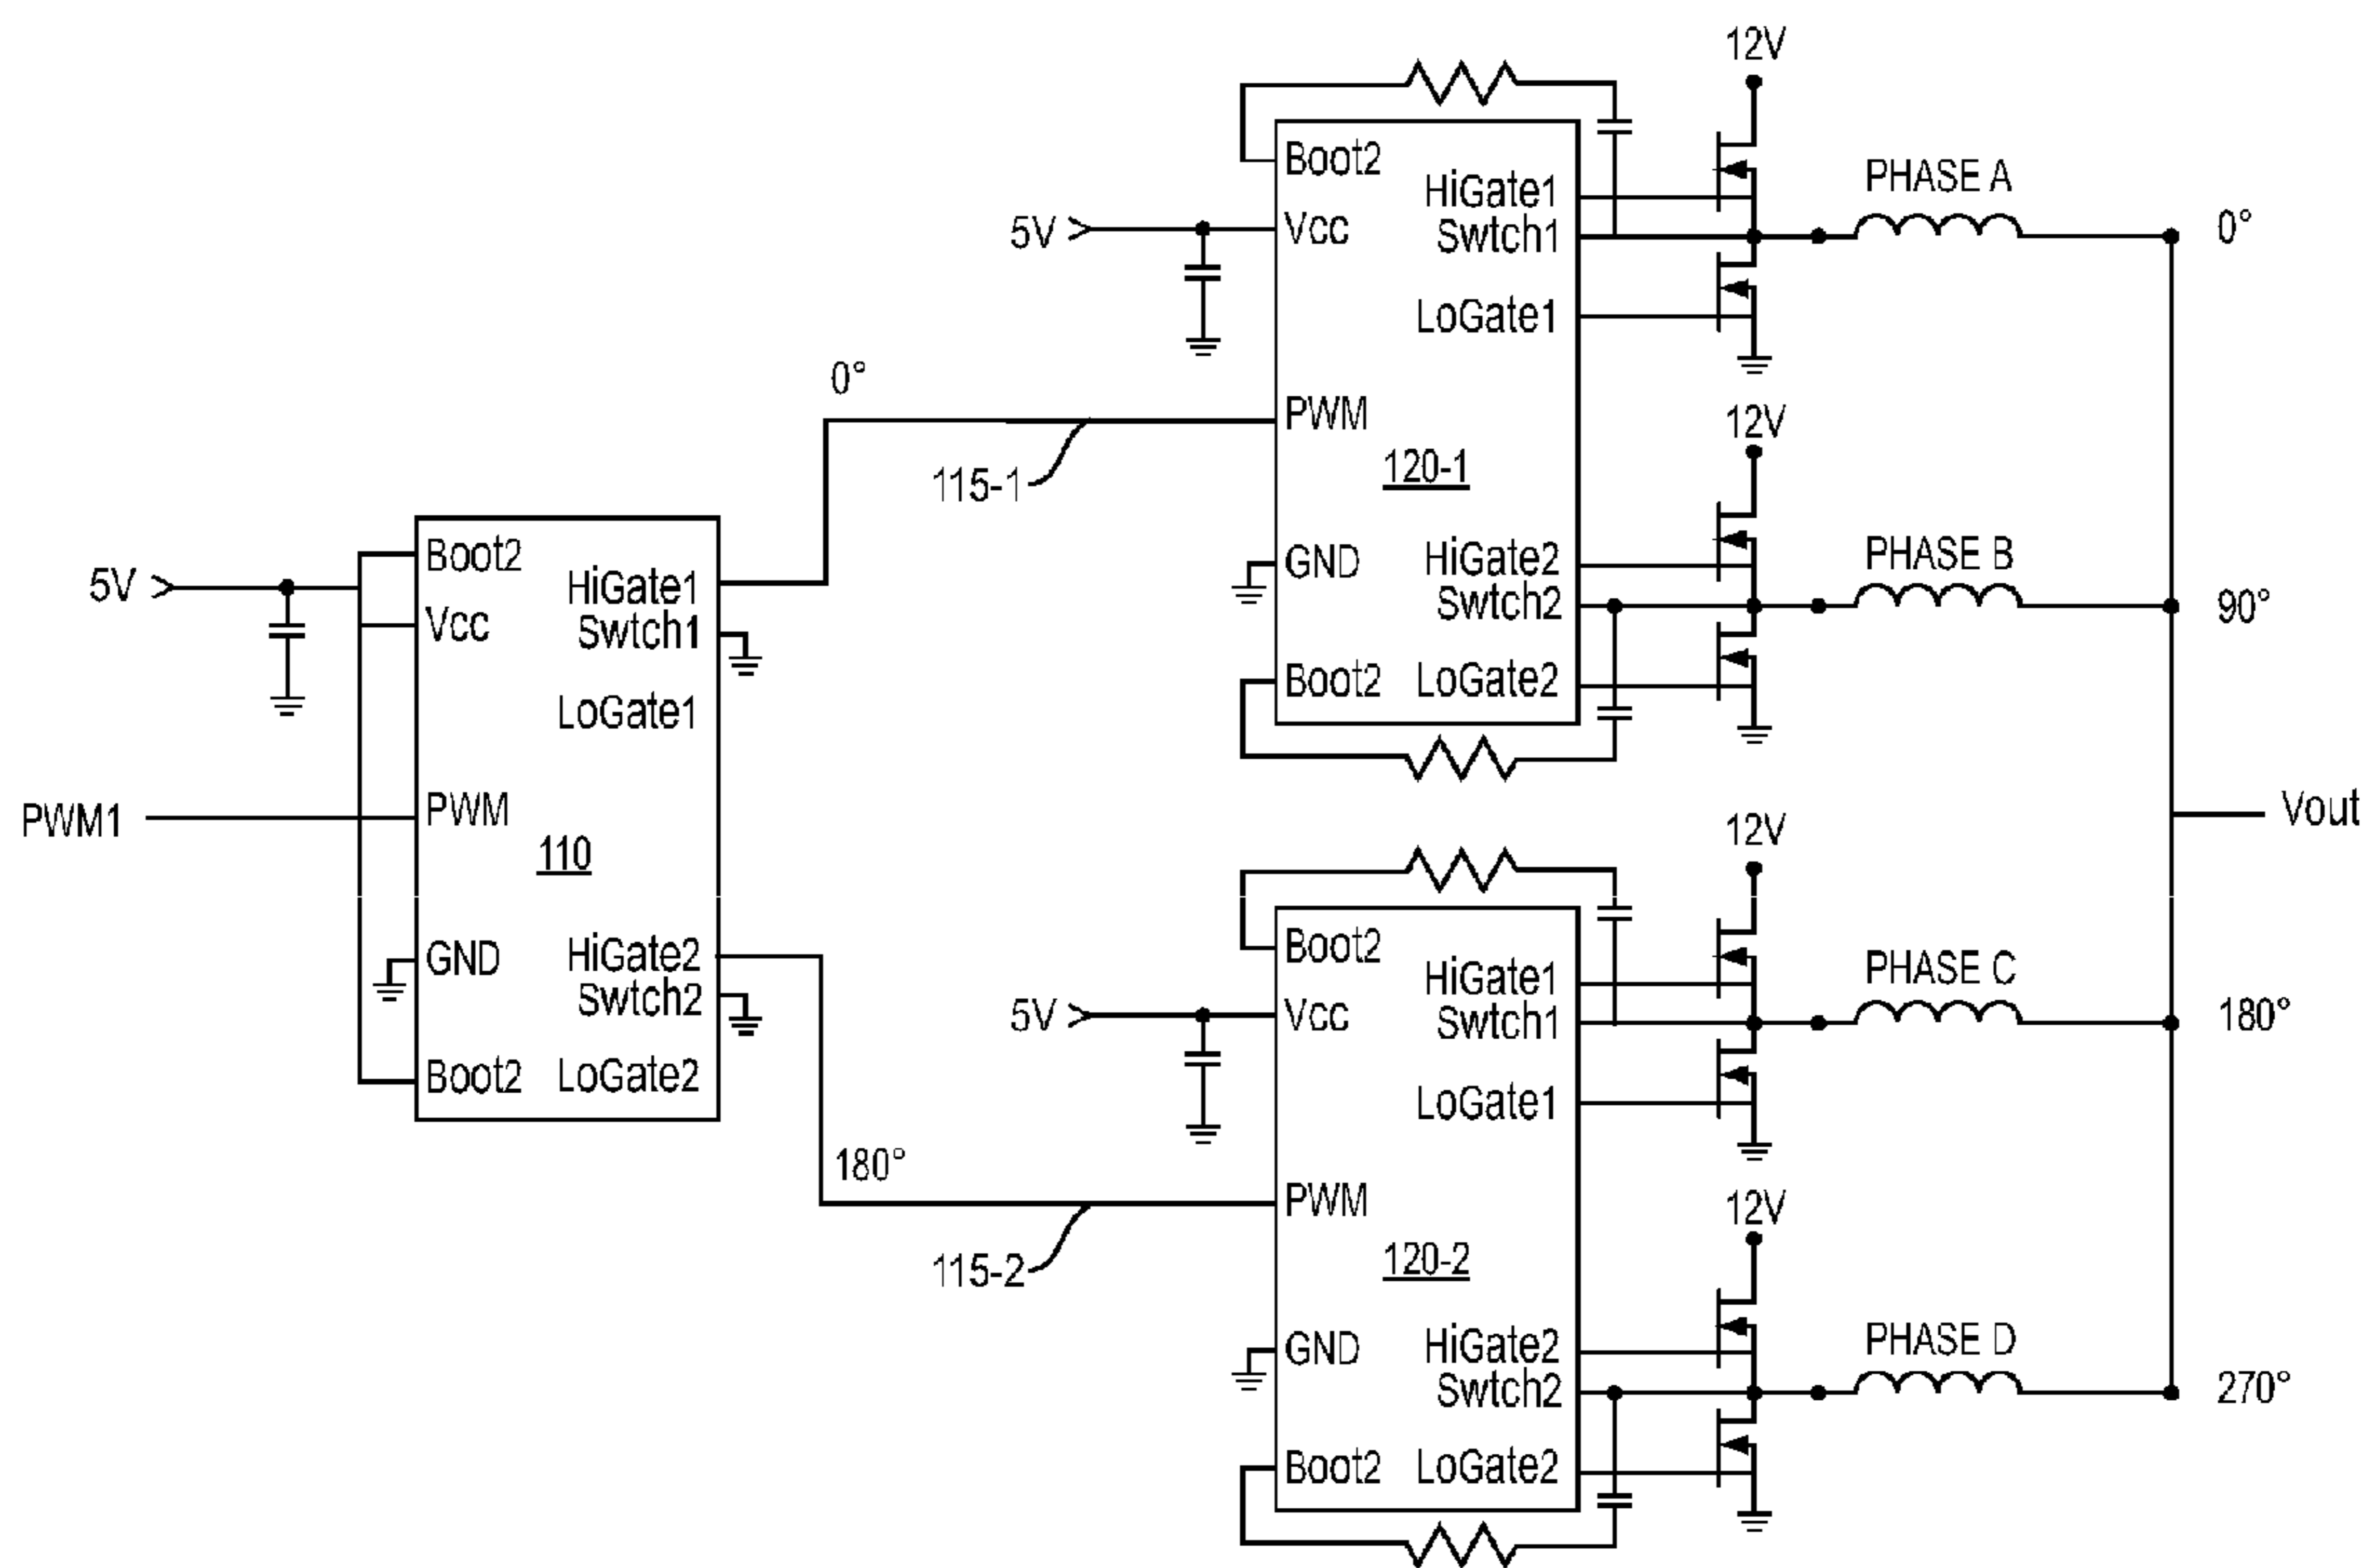 5V
Boot2
Vcc
PWM1
PWM
110
GND
Boot2
HiGate1
Swtch1
LoGate1
HiGate2
Swtch2
LoGate2
0°
115-1
180°
115-2
5V
Boot2
Vcc
PWM
120-1
GND
Boot2
HiGate1
Swtch1
LoGate1
HiGate2
Swtch2
LoGate2
12V
PHASE A
0°
12V
PHASE B
90°
5V
Boot2
Vcc
PWM
120-2
GND
Boot2
HiGate1
Swtch1
LoGate1
HiGate2
Swtch2
LoGate2
12V
PHASE C
180°
12V
PHASE D
270°
Vout